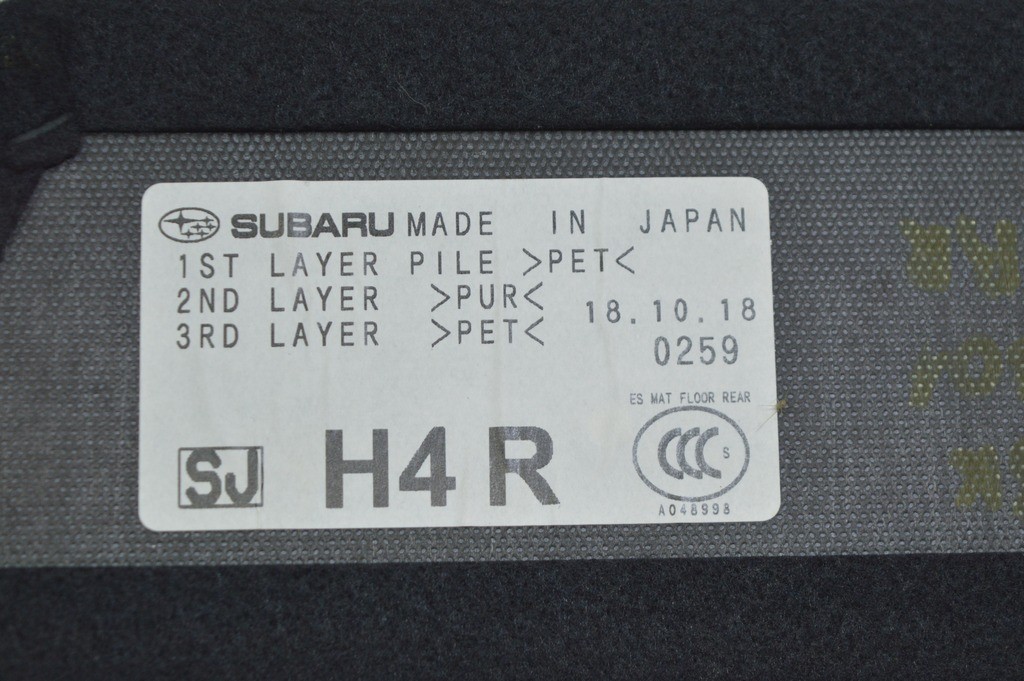 SUBARU MADE IN JAPAN
1ST LAYER PILE >PET<
2ND LAYER >PUR<
3RD LAYER >PET<
18.10.18
0259
ES MAT FLOOR REAR
SJ H4 R
CCC S
A048998